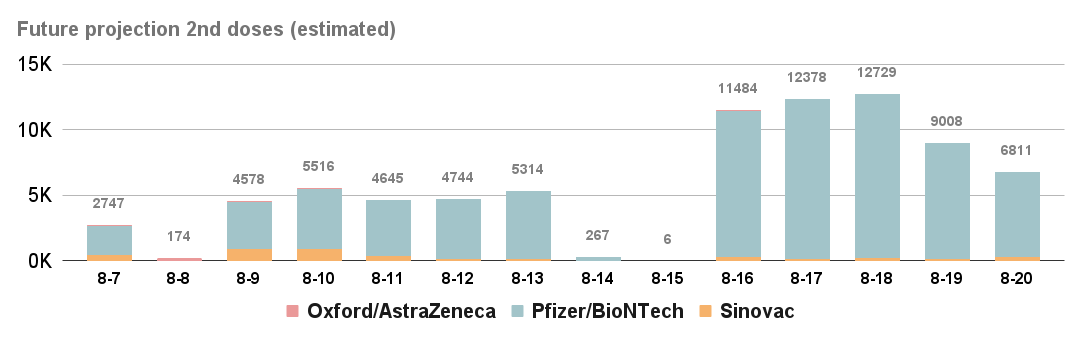 Future projection 2nd doses (estimated)
15K
10K
5K
0K
2747
174
4578
5516
4645
4744
5314
267
6
11484
12378
12729
9008
6811
8-7 8-8 8-9 8-10 8-11 8-12 8-13 8-14 8-15 8-16 8-17 8-18 8-19 8-20
Oxford/AstraZeneca Pfizer/BioNTech Sinovac